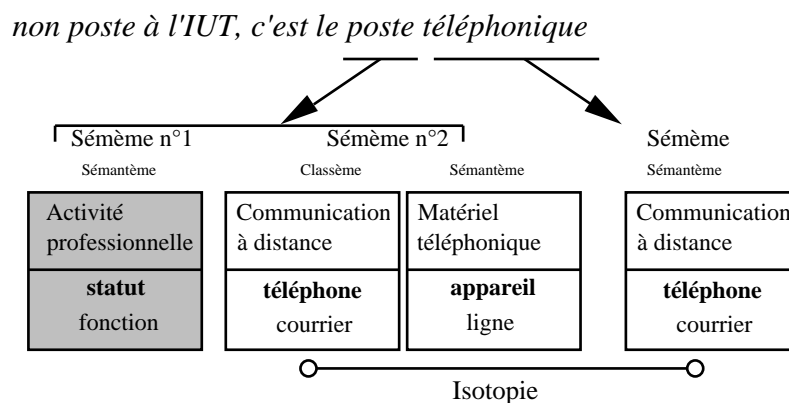 non poste à l'IUT, c'est le poste téléphonique
Sémème n°1 Sémème n°2 Sémème
Sémantème Classème Sémantème Sémantème
Activité professionnelle
statut
fonction
Communication à distance
téléphone
courrier
Matériel téléphonique
appareil
ligne
Communication à distance
téléphone
courrier
Isotopie